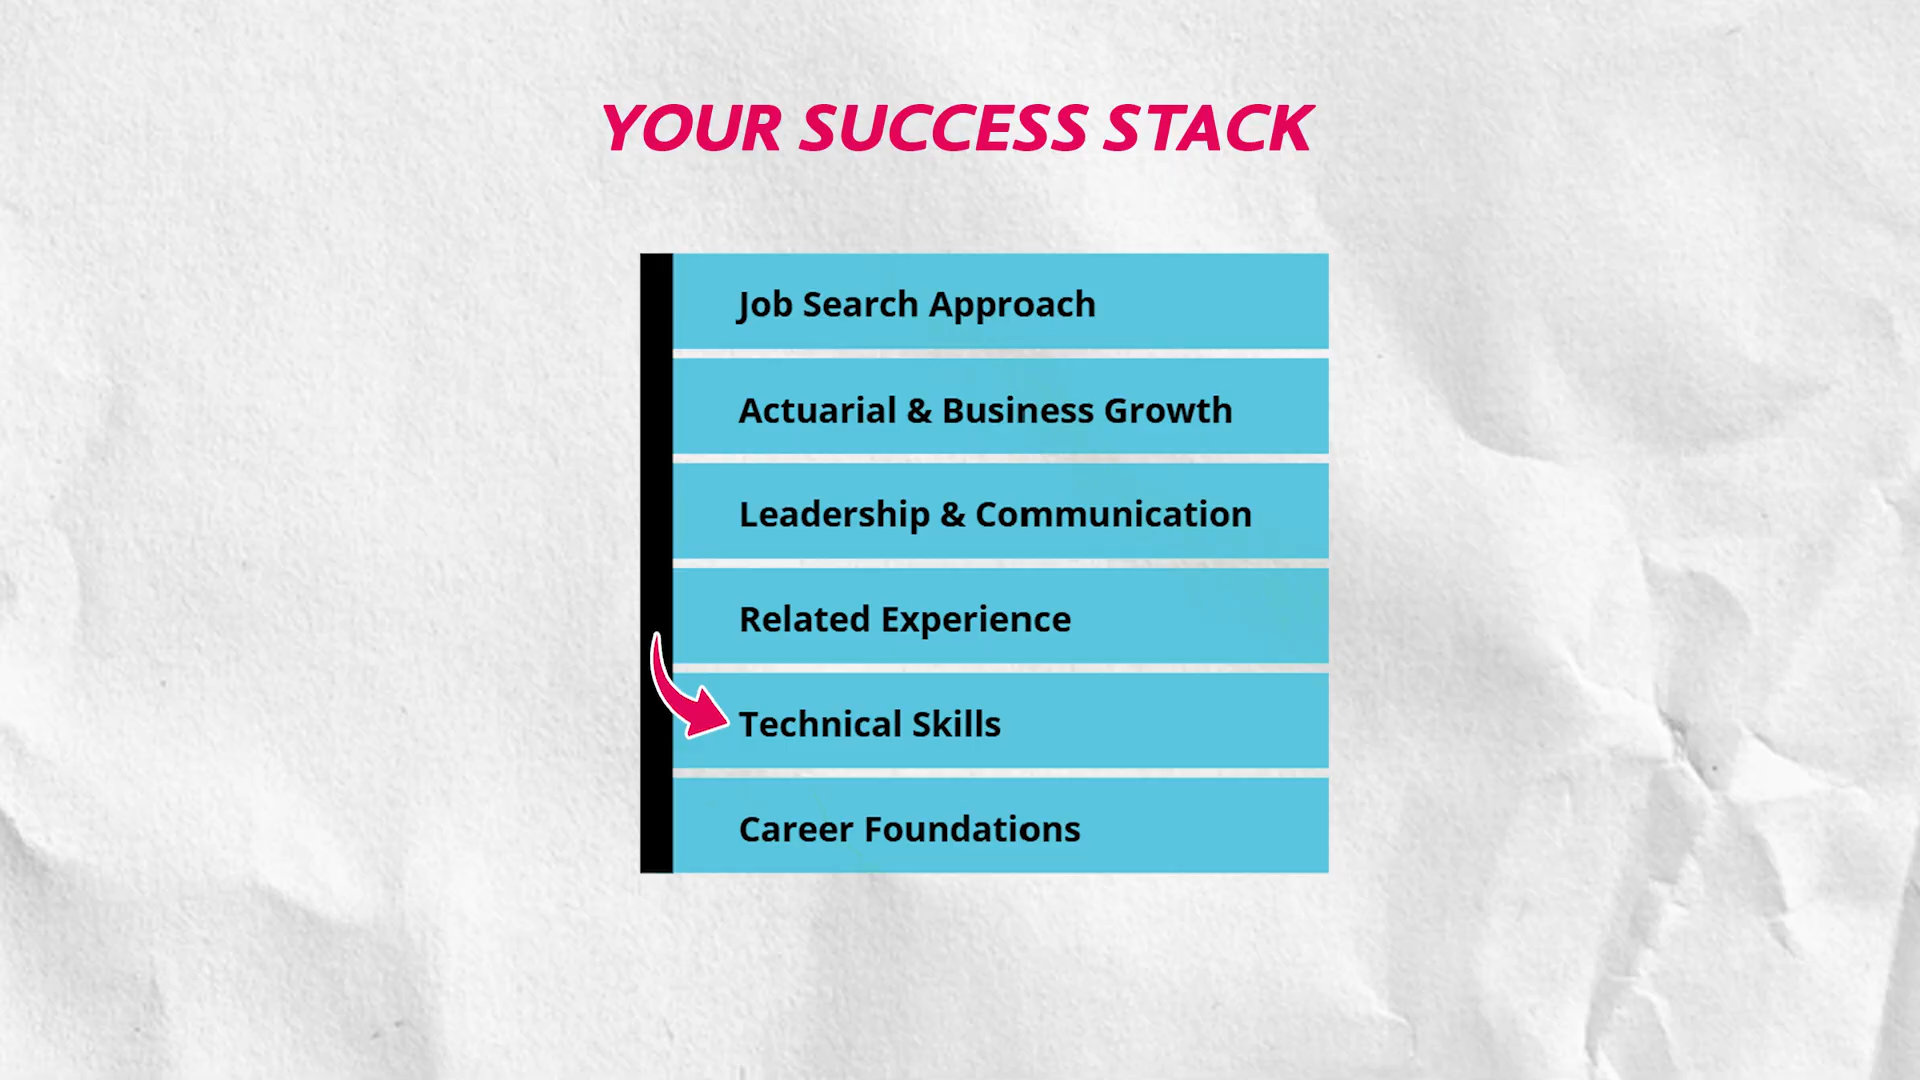 YOUR SUCCESS STACK
Job Search Approach
Actuarial & Business Growth
Leadership & Communication
Related Experience
Technical Skills
Career Foundations